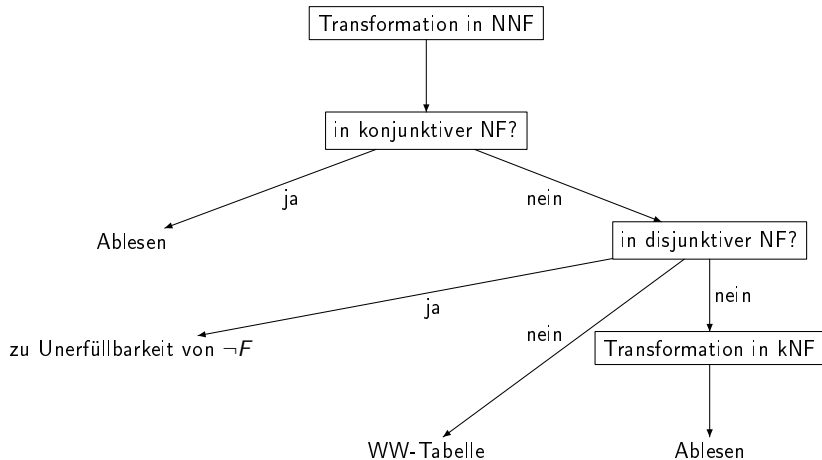 Transformation in NNF
in konjunktiver NF?
ja
nein
Ablesen
in disjunktiver NF?
ja
nein
nein
zu Unerfüllbarkeit von ¬F
Transformation in kNF
WW-Tabelle
Ablesen